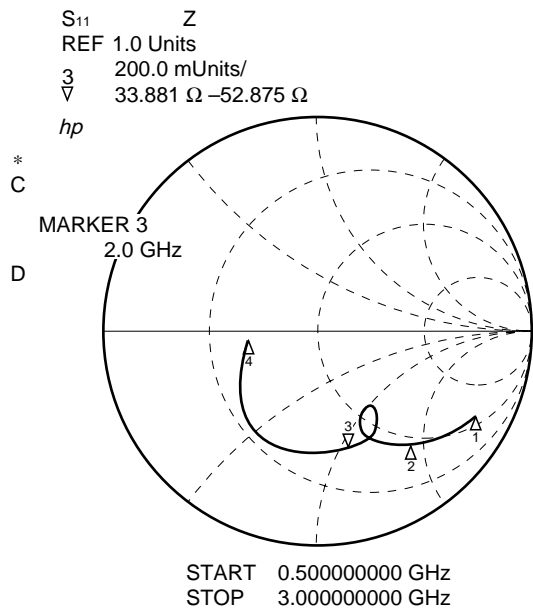 S₁₁ Z
REF 1.0 Units
3 200.0 mUnits/
▽ 33.881 Ω –52.875 Ω
hp
*
C
MARKER 3
2.0 GHz
D
4
3
1
2
START 0.500000000 GHz
STOP 3.000000000 GHz